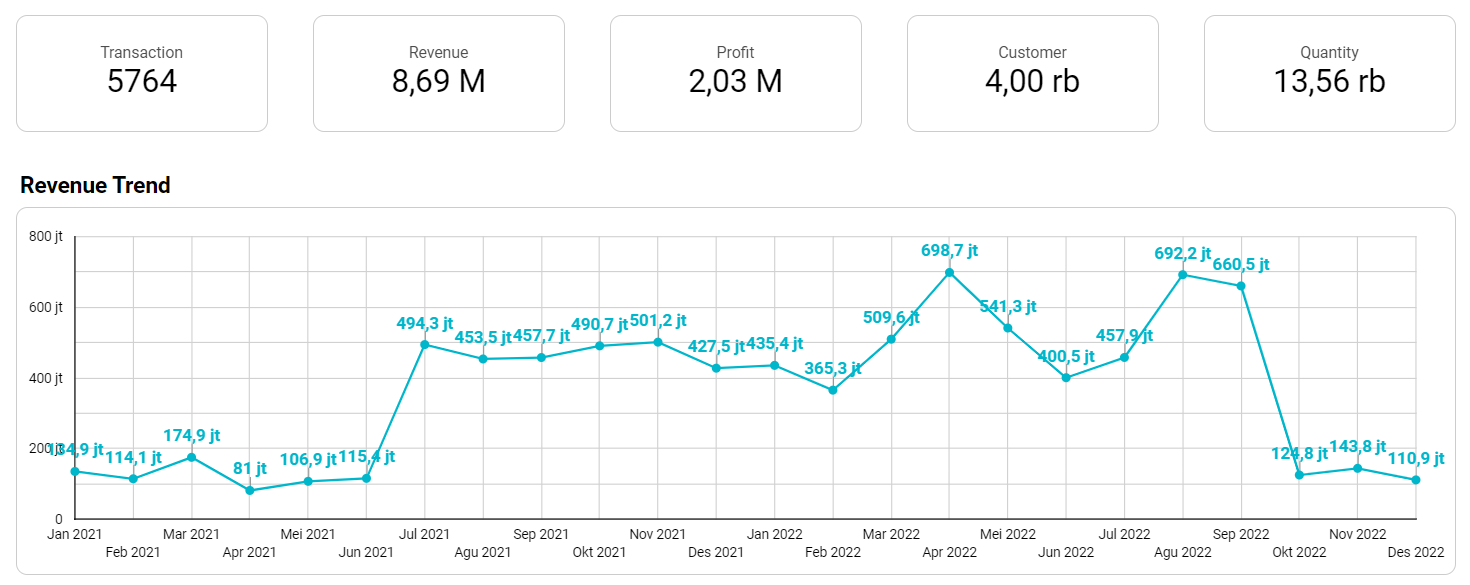 Transaction
5764
Revenue
8,69 M
Profit
2,03 M
Customer
4,00 rb
Quantity
13,56 rb
Revenue Trend
800 jt
600 jt
400 jt
200 jt
0
134,9 jt
114,1 jt
174,9 jt
81 jt
106,9 jt
115,4 jt
494,3 jt
453,5 jt
457,7 jt
490,7 jt
501,2 jt
427,5 jt
435,4 jt
365,3 jt
509,6 jt
698,7 jt
541,3 jt
400,5 jt
457,9 jt
692,2 jt
660,5 jt
124,8 jt
143,8 jt
110,9 jt
Jan 2021
Feb 2021
Mar 2021
Apr 2021
Mei 2021
Jun 2021
Jul 2021
Agu 2021
Sep 2021
Okt 2021
Nov 2021
Des 2021
Jan 2022
Feb 2022
Mar 2022
Apr 2022
Mei 2022
Jun 2022
Jul 2022
Agu 2022
Sep 2022
Okt 2022
Nov 2022
Des 2022